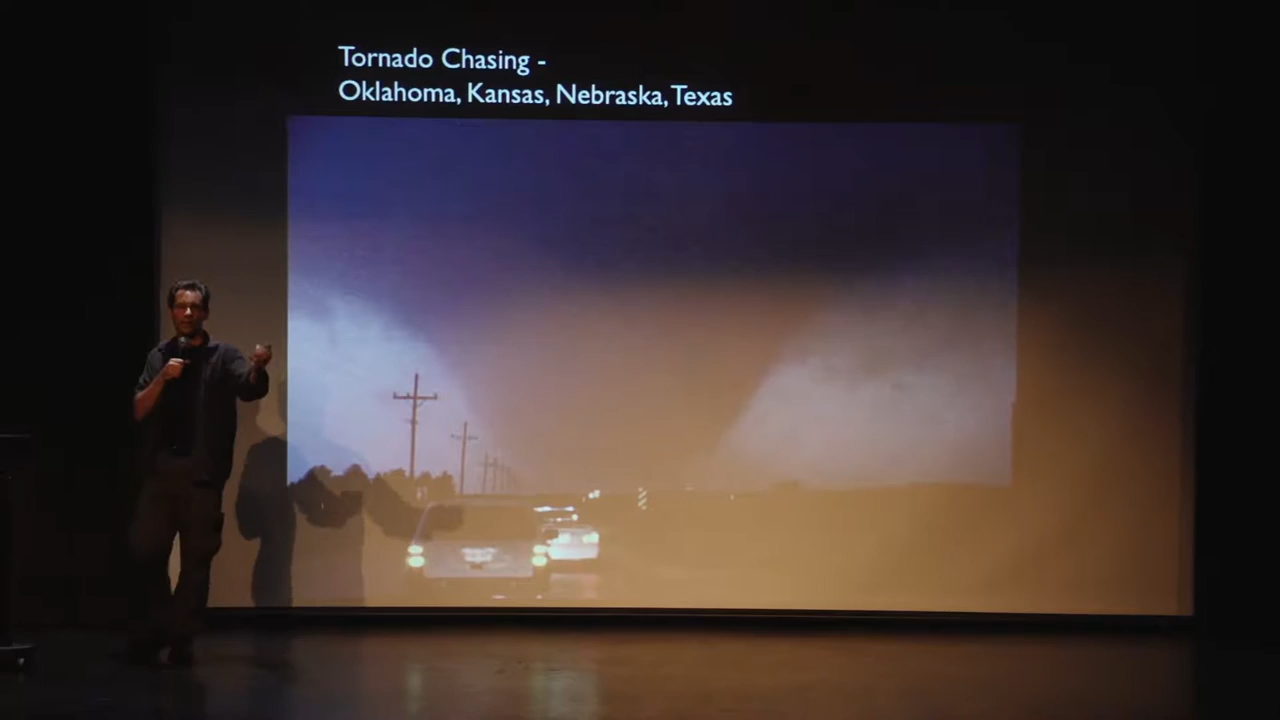 Tornado Chasing -
Oklahoma, Kansas, Nebraska, Texas